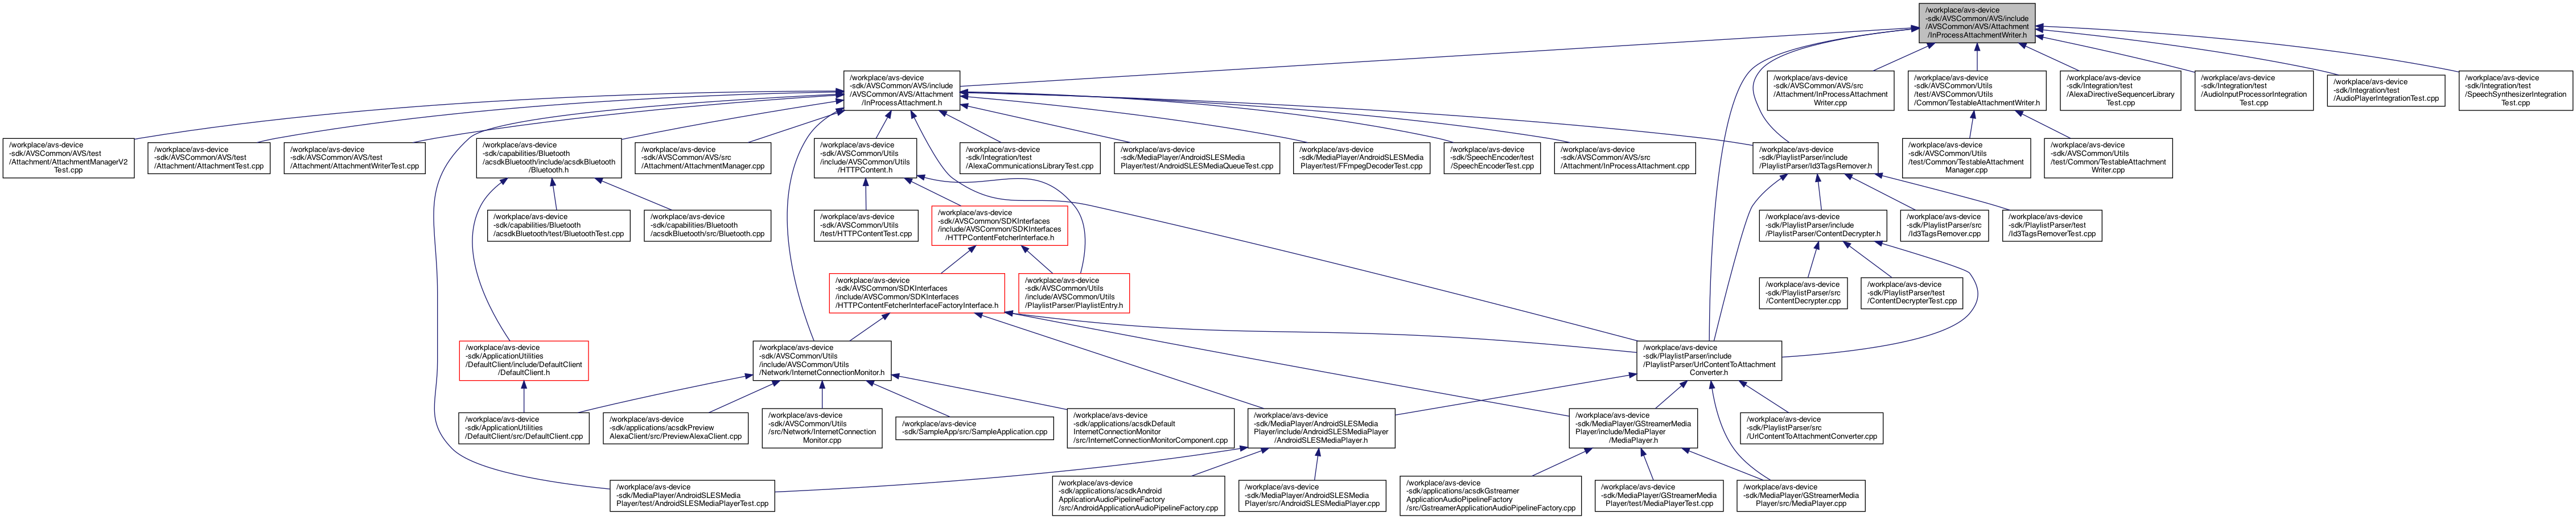 /workplace/avs-device
-sdk/AVSCommon/AVS/include
/AVSCommon/AVS/Attachment
/InProcessAttachmentWriter.h
/workplace/avs-device
-sdk/AVSCommon/AVS/include
/AVSCommon/AVS/Attachment
/InProcessAttachment.h
/workplace/avs-device
-sdk/AVSCommon/AVS/src
/Attachment/InProcessAttachment
Writer.cpp
/workplace/avs-device
-sdk/AVSCommon/Utils
/test/AVSCommon/Utils
/Common/TestableAttachmentWriter.h
/workplace/avs-device
-sdk/Integration/test
/AlexaDirectiveSequencerLibrary
Test.cpp
/workplace/avs-device
-sdk/Integration/test
/AudioInputProcessorIntegration
Test.cpp
/workplace/avs-device
-sdk/Integration/test
/AudioPlayerIntegrationTest.cpp
/workplace/avs-device
-sdk/Integration/test
/SpeechSynthesizerIntegration
Test.cpp
/workplace/avs-device
-sdk/AVSCommon/AVS/test
/Attachment/AttachmentManagerV2
Test.cpp
/workplace/avs-device
-sdk/AVSCommon/AVS/test
/Attachment/AttachmentTest.cpp
/workplace/avs-device
-sdk/AVSCommon/AVS/test
/Attachment/AttachmentWriterTest.cpp
/workplace/avs-device
-sdk/capabilities/Bluetooth
/acsdkBluetooth/include/acsdkBluetooth
/Bluetooth.h
/workplace/avs-device
-sdk/AVSCommon/AVS/src
/Attachment/AttachmentManager.cpp
/workplace/avs-device
-sdk/AVSCommon/Utils
/include/AVSCommon/Utils
/HTTPContent.h
/workplace/avs-device
-sdk/Integration/test
/AlexaCommunicationsLibraryTest.cpp
/workplace/avs-device
-sdk/MediaPlayer/AndroidSLESMedia
Player/test/AndroidSLESMediaQueueTest.cpp
/workplace/avs-device
-sdk/MediaPlayer/AndroidSLESMedia
Player/test/FFmpegDecoderTest.cpp
/workplace/avs-device
-sdk/SpeechEncoder/test
/SpeechEncoderTest.cpp
/workplace/avs-device
-sdk/AVSCommon/AVS/src
/Attachment/InProcessAttachment.cpp
/workplace/avs-device
-sdk/PlaylistParser/include
/PlaylistParser/Id3TagsRemover.h
/workplace/avs-device
-sdk/AVSCommon/Utils
/test/Common/TestableAttachment
Manager.cpp
/workplace/avs-device
-sdk/AVSCommon/Utils
/test/Common/TestableAttachment
Writer.cpp
/workplace/avs-device
-sdk/capabilities/Bluetooth
/acsdkBluetooth/test/BluetoothTest.cpp
/workplace/avs-device
-sdk/capabilities/Bluetooth
/acsdkBluetooth/src/Bluetooth.cpp
/workplace/avs-device
-sdk/AVSCommon/Utils
/test/HTTPContentTest.cpp
/workplace/avs-device
-sdk/AVSCommon/SDKInterfaces
/include/AVSCommon/SDKInterfaces
/HTTPContentFetcherInterface.h
/workplace/avs-device
-sdk/PlaylistParser/include
/PlaylistParser/ContentDecrypter.h
/workplace/avs-device
-sdk/PlaylistParser/src
/Id3TagsRemover.cpp
/workplace/avs-device
-sdk/PlaylistParser/test
/Id3TagsRemoverTest.cpp
/workplace/avs-device
-sdk/AVSCommon/SDKInterfaces
/include/AVSCommon/SDKInterfaces
/HTTPContentFetcherInterfaceFactoryInterface.h
/workplace/avs-device
-sdk/AVSCommon/Utils
/include/AVSCommon/Utils
/PlaylistParser/PlaylistEntry.h
/workplace/avs-device
-sdk/PlaylistParser/src
/ContentDecrypter.cpp
/workplace/avs-device
-sdk/PlaylistParser/test
/ContentDecrypterTest.cpp
/workplace/avs-device
-sdk/ApplicationUtilities
/DefaultClient/include/DefaultClient
/DefaultClient.h
/workplace/avs-device
-sdk/AVSCommon/Utils
/include/AVSCommon/Utils
/Network/InternetConnectionMonitor.h
/workplace/avs-device
-sdk/PlaylistParser/include
/PlaylistParser/UrlContentToAttachment
Converter.h
/workplace/avs-device
-sdk/ApplicationUtilities
/DefaultClient/src/DefaultClient.cpp
/workplace/avs-device
-sdk/applications/acsdkPreview
AlexaClient/src/PreviewAlexaClient.cpp
/workplace/avs-device
-sdk/AVSCommon/Utils
/src/Network/InternetConnection
Monitor.cpp
/workplace/avs-device
-sdk/SampleApp/src/SampleApplication.cpp
/workplace/avs-device
-sdk/applications/acsdkDefault
InternetConnectionMonitor
/src/InternetConnectionMonitorComponent.cpp
/workplace/avs-device
-sdk/MediaPlayer/AndroidSLESMedia
Player/include/AndroidSLESMediaPlayer
/AndroidSLESMediaPlayer.h
/workplace/avs-device
-sdk/MediaPlayer/GStreamerMedia
Player/include/MediaPlayer
/MediaPlayer.h
/workplace/avs-device
-sdk/PlaylistParser/src
/UrlContentToAttachmentConverter.cpp
/workplace/avs-device
-sdk/MediaPlayer/AndroidSLESMedia
Player/test/AndroidSLESMediaPlayerTest.cpp
/workplace/avs-device
-sdk/applications/acsdkAndroid
ApplicationAudioPipelineFactory
/src/AndroidApplicationAudioPipelineFactory.cpp
/workplace/avs-device
-sdk/MediaPlayer/AndroidSLESMedia
Player/src/AndroidSLESMediaPlayer.cpp
/workplace/avs-device
-sdk/applications/acsdkGstreamer
ApplicationAudioPipelineFactory
/src/GstreamerApplicationAudioPipelineFactory.cpp
/workplace/avs-device
-sdk/MediaPlayer/GStreamerMedia
Player/test/MediaPlayerTest.cpp
/workplace/avs-device
-sdk/MediaPlayer/GStreamerMedia
Player/src/MediaPlayer.cpp